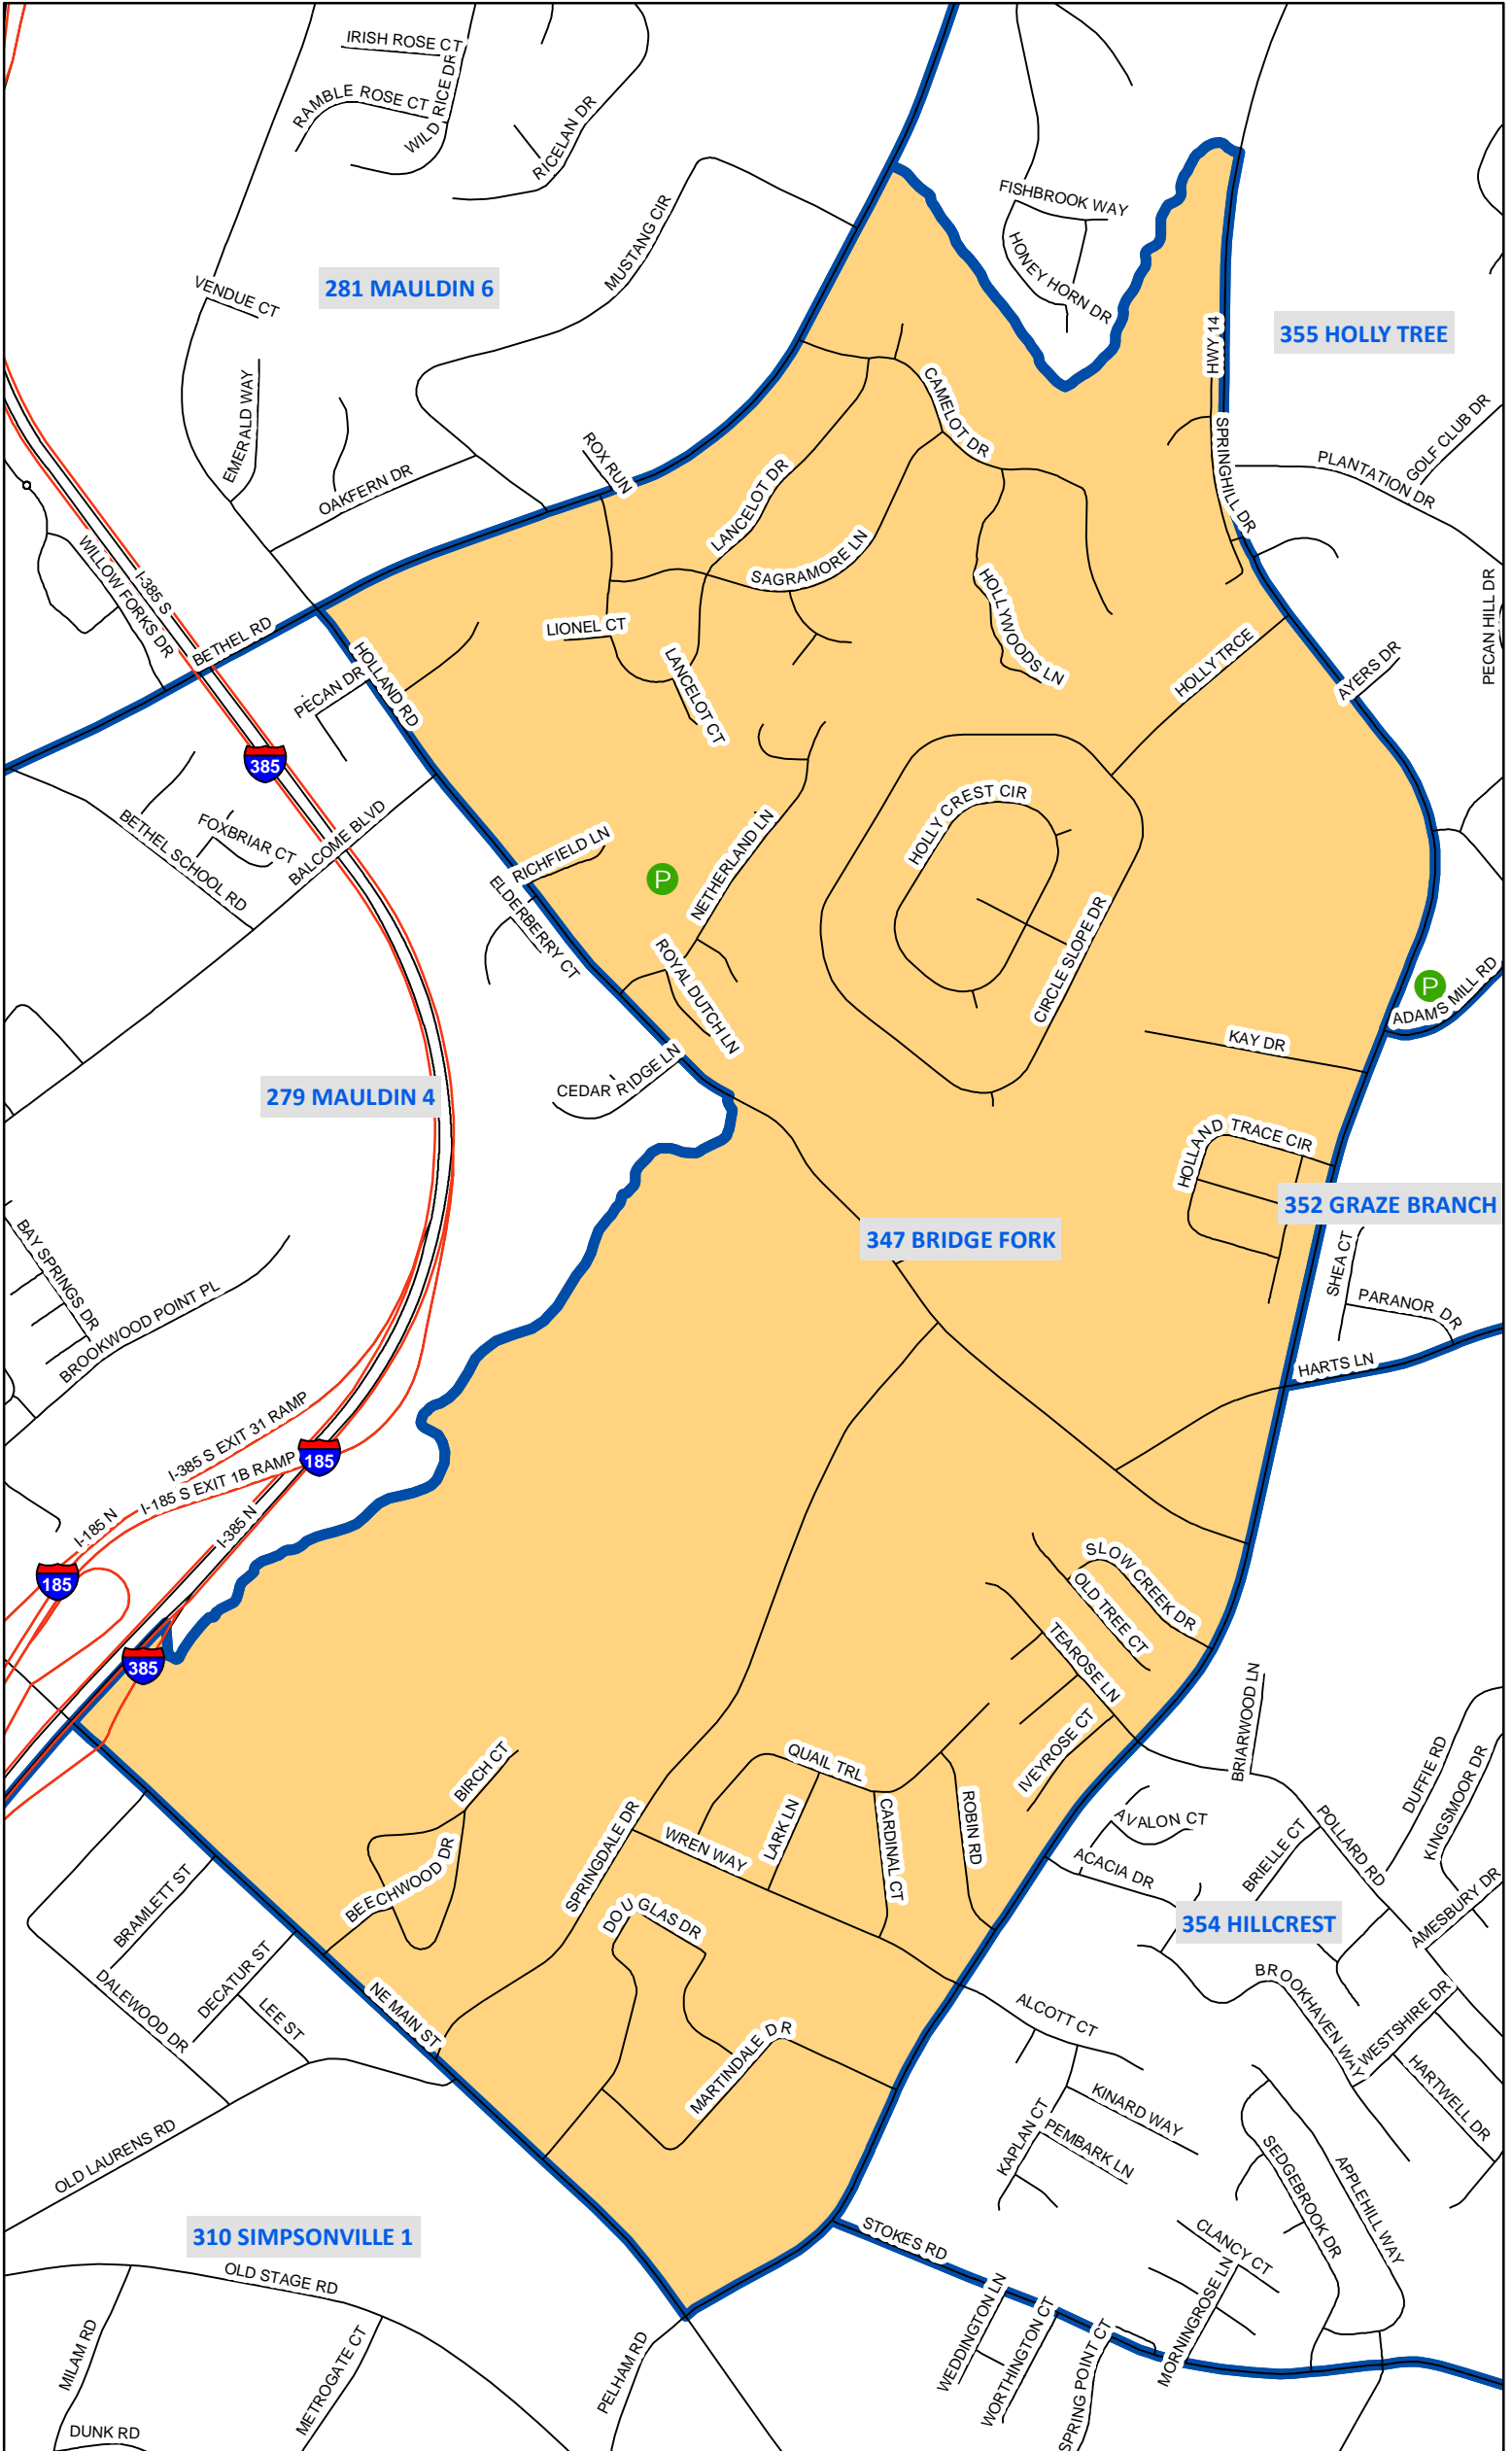 IRISH ROSE CT
RAMBLE ROSE CT
WILD RICE DR
RICELAN DR
MUSTANG CIR
FISHBROOK WAY
HONEY HORN DR
VENDUE CT
281 MAULDIN 6
HWY 14
355 HOLLY TREE
EMERALD WAY
OAKFERN DR
ROX RUN
CAMELOT DR
LANCELOT DR
SPRINGHILL DR
GOLF CLUB DR
PLANTATION DR
WILLOW FORKS DR
I-385 S
SAGRAMORE LN
HOLLYWOODS LN
PECAN HILL DR
BETHEL RD
LIONEL CT
HOLLAND RD
PECAN DR
LANCELOT CT
HOLLY TRCE
AYERS DR
385
BETHEL SCHOOL RD
FOXBRIAR CT
BALCOME BLVD
RICHFIELD LN
P
NETHERLAND LN
HOLLY CREST CIR
ELDERBERRY CT
ROYAL DUTCH LN
CIRCLE SLOPE DR
P
ADAMS MILL RD
KAY DR
CEDAR RIDGE LN
279 MAULDIN 4
HOLLAND TRACE CIR
352 GRAZE BRANCH
347 BRIDGE FORK
BAY SPRINGS DR
BROOKWOOD POINT PL
SHEA CT
PARANOR DR
HARTS LN
I-385 S EXIT 31 RAMP
185
I-185 S EXIT 1B RAMP
I-185 N
I-385 N
185
385
SLOW CREEK DR
OLD TREE CT
TEAROSE LN
IVEYROSE CT
BRIARWOOD LN
BIRCH CT
QUAIL TRL
DUFFIE RD
KINGSMOOR DR
SPRINGDALE DR
WREN WAY
LARK LN
CARDINAL CT
ROBIN RD
AVALON CT
POLLARD RD
BRIELLE CT
ACACIA DR
BEECHWOOD DR
BRAMLETT ST
DOUGLAS DR
354 HILLCREST
AMESBURY DR
DALEWOOD DR
DECATUR ST
LEE ST
NE MAIN ST
BROOKHAVEN WAY
WESTSHIRE DR
ALCOTT CT
MARTINDALE DR
HARTWELL DR
KINARD WAY
KAPLAN CT
PEMBARK LN
OLD LAURENS RD
SEDGEBROOK DR
APPLEHILL WAY
310 SIMPSONVILLE 1
STOKES RD
CLANCY CT
OLD STAGE RD
MORNINGROSE LN
WEDDINGTON LN
WORTHINGTON CT
SPRING POINT CT
MILAM RD
METROGATE CT
PELHAM RD
DUNK RD